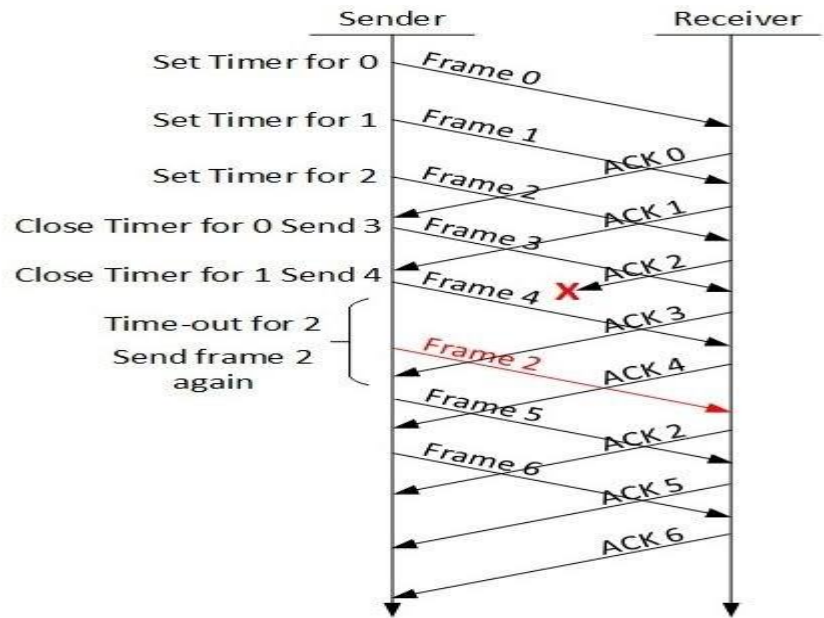 Sender
Receiver
Set Timer for 0
Frame 0
Set Timer for 1
Frame 1
ACK 0
Set Timer for 2
Frame 2
ACK 1
Close Timer for 0 Send 3
Frame 3
ACK 2
Close Timer for 1 Send 4
Frame 4
X
ACK 3
Time-out for 2
Send frame 2
again
Frame 2
ACK 4
Frame 5
ACK 2
Frame 6
ACK 5
ACK 6